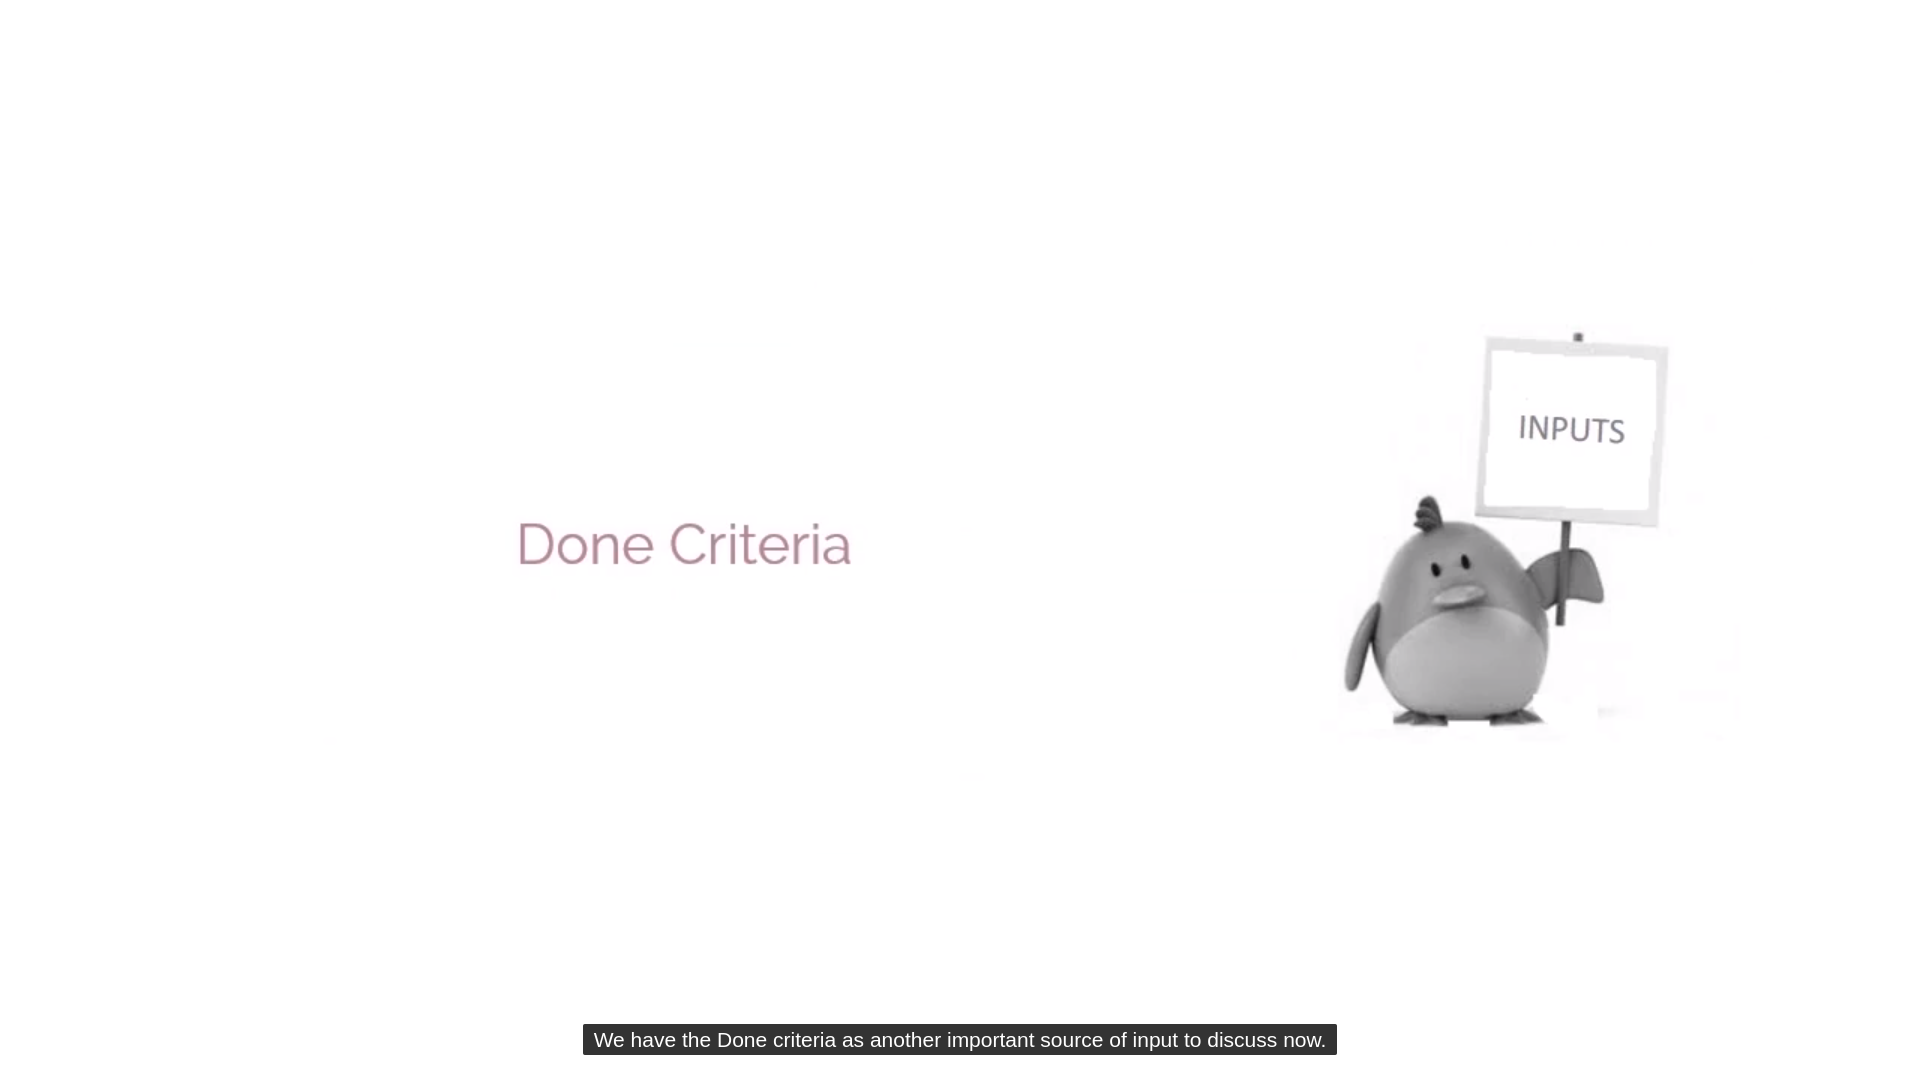 INPUTS
Done Criteria
We have the Done criteria as another important source of input to discuss now.